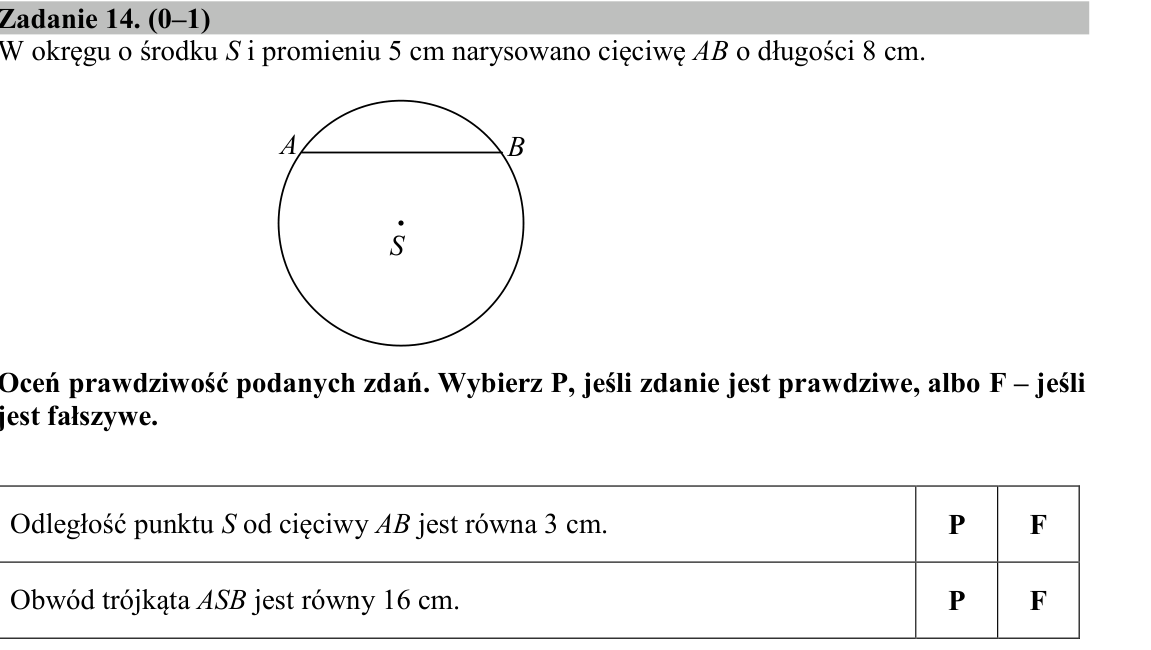 Zadanie 14. (0–1)
W okręgu o środku S i promieniu 5 cm narysowano cięciwę AB o długości 8 cm.
A
B
S
Oceń prawdziwość podanych zdań. Wybierz P, jeśli zdanie jest prawdziwe, albo F – jeśli
jest fałszywe.
Odległość punktu S od cięciwy AB jest równa 3 cm. P F
Obwód trójkąta ASB jest równy 16 cm. P F